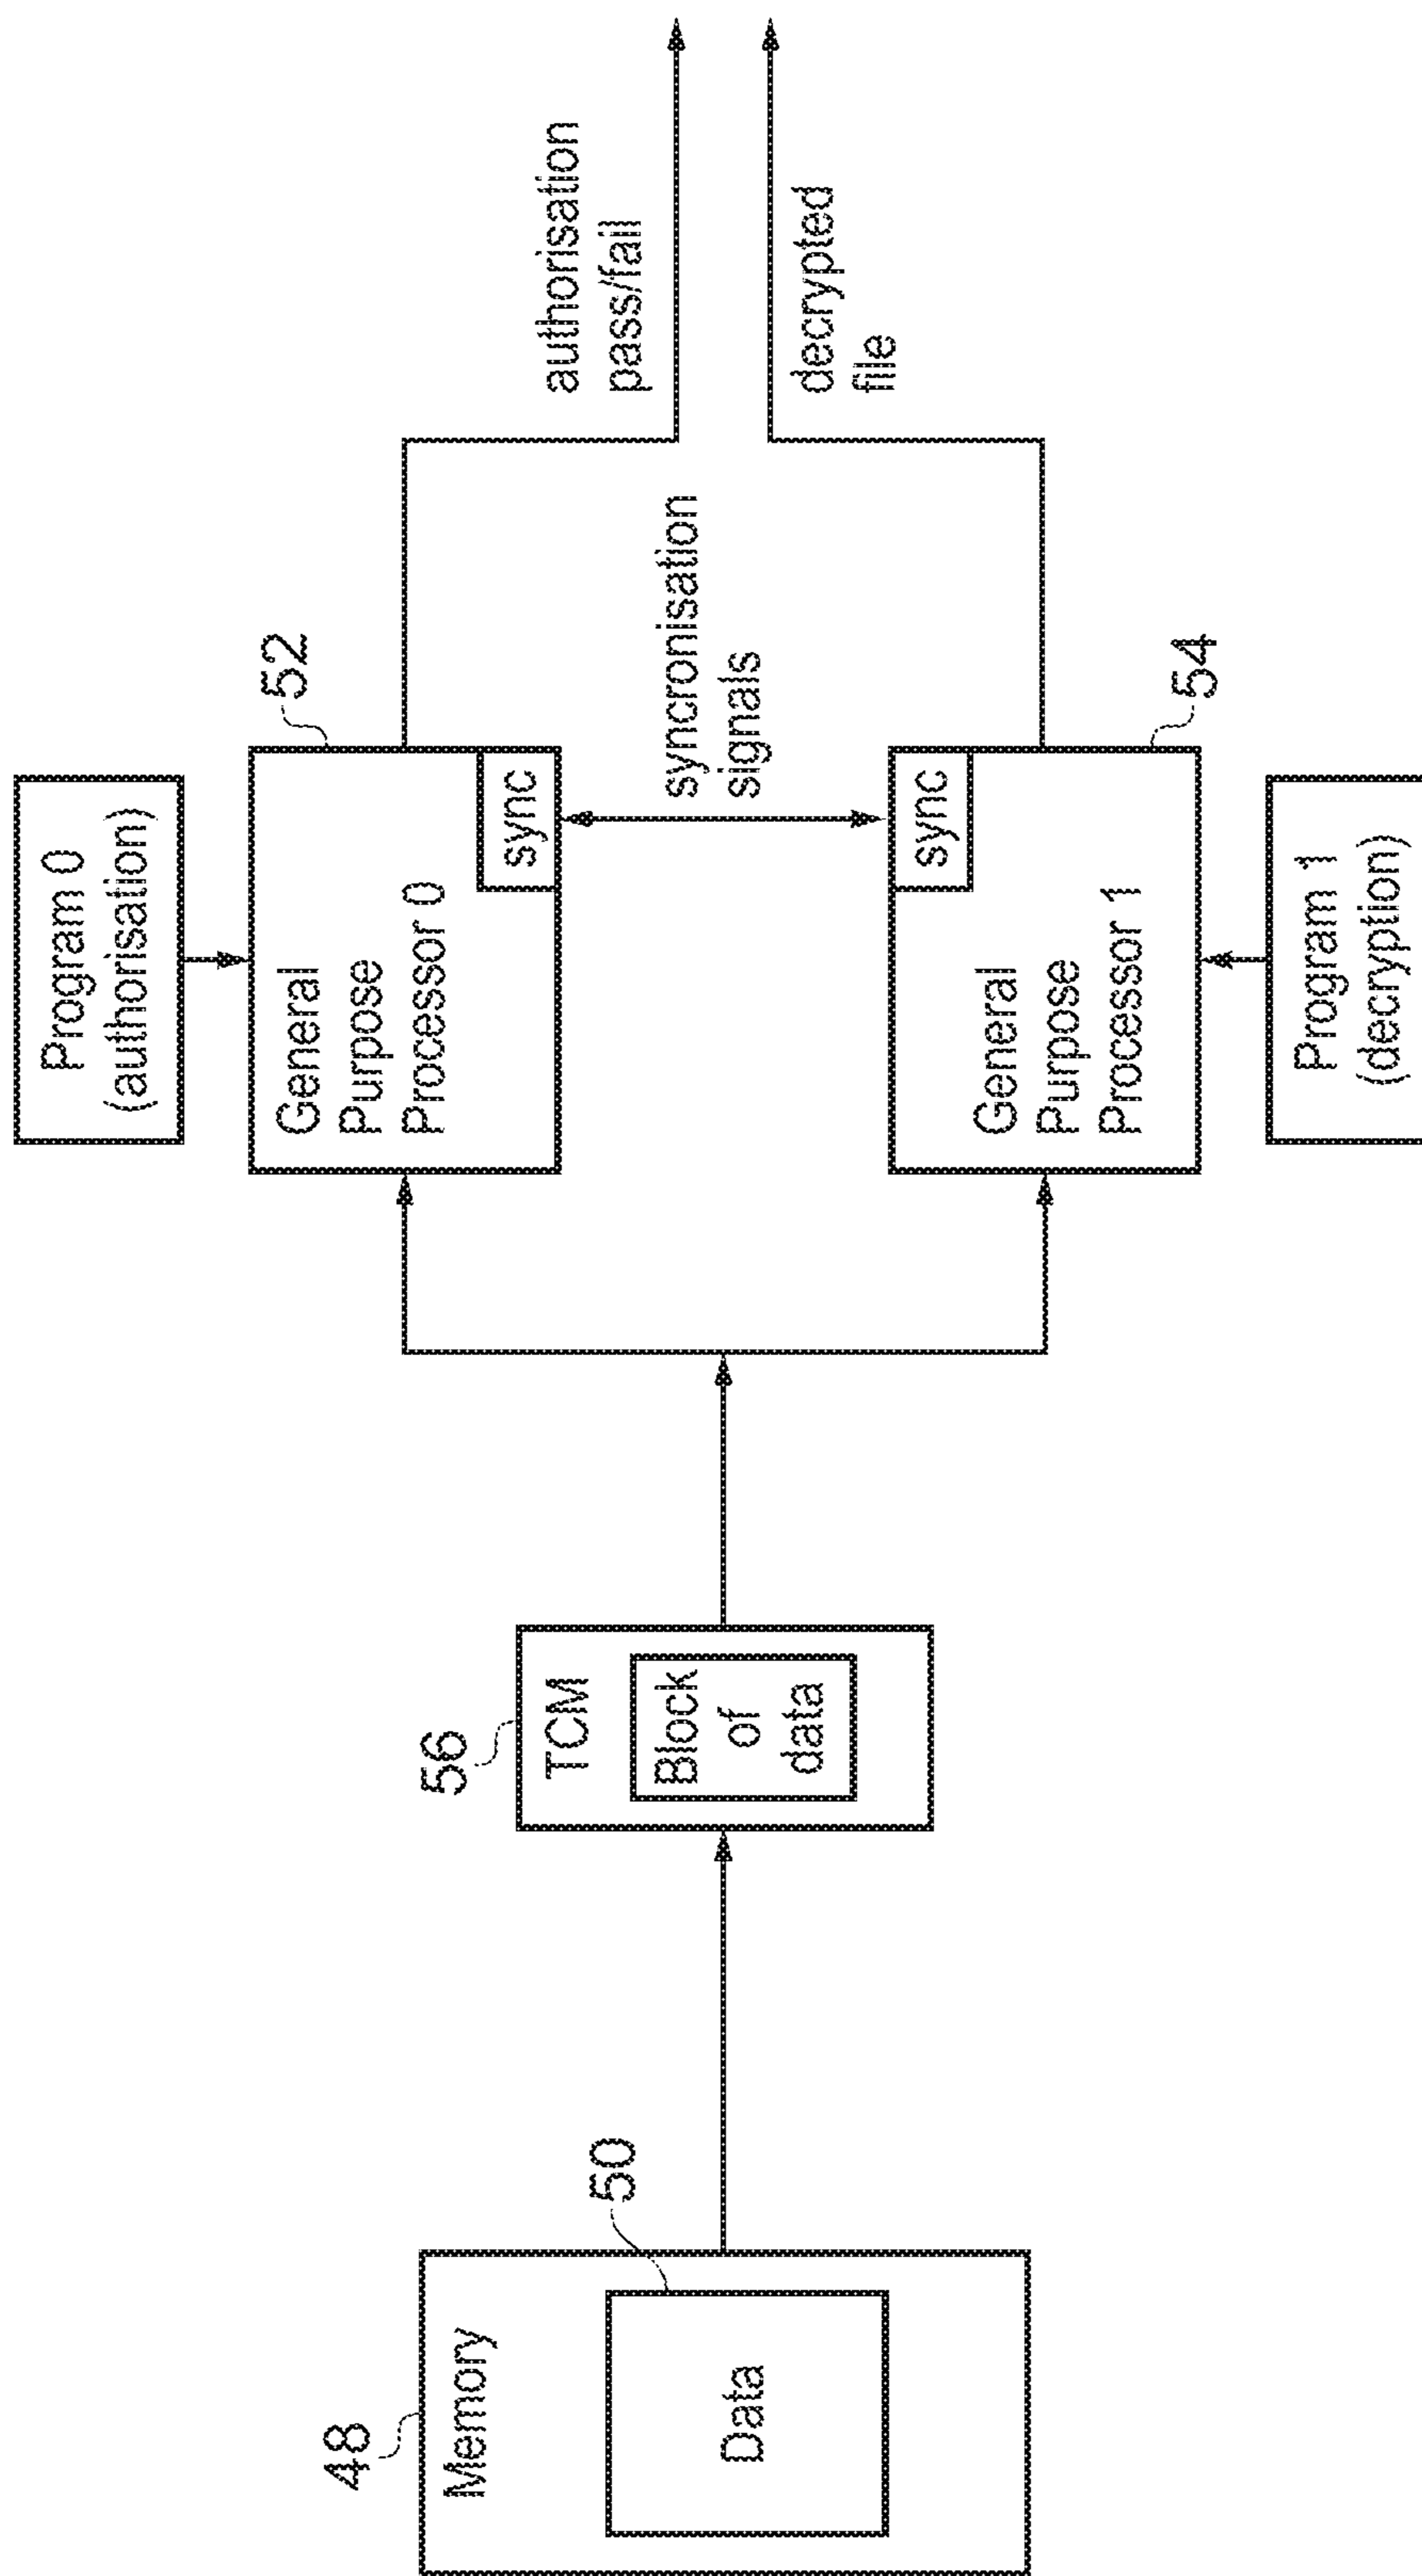 48
Memory
50
Data
56
TCM
Block
of
data
Program 0
(authorisation)
52
General
Purpose
Processor 0
sync
syncronisation
signals
General
Purpose
Processor 1
sync
54
Program 1
(decryption)
authorisation
pass/fail
decrypted
file